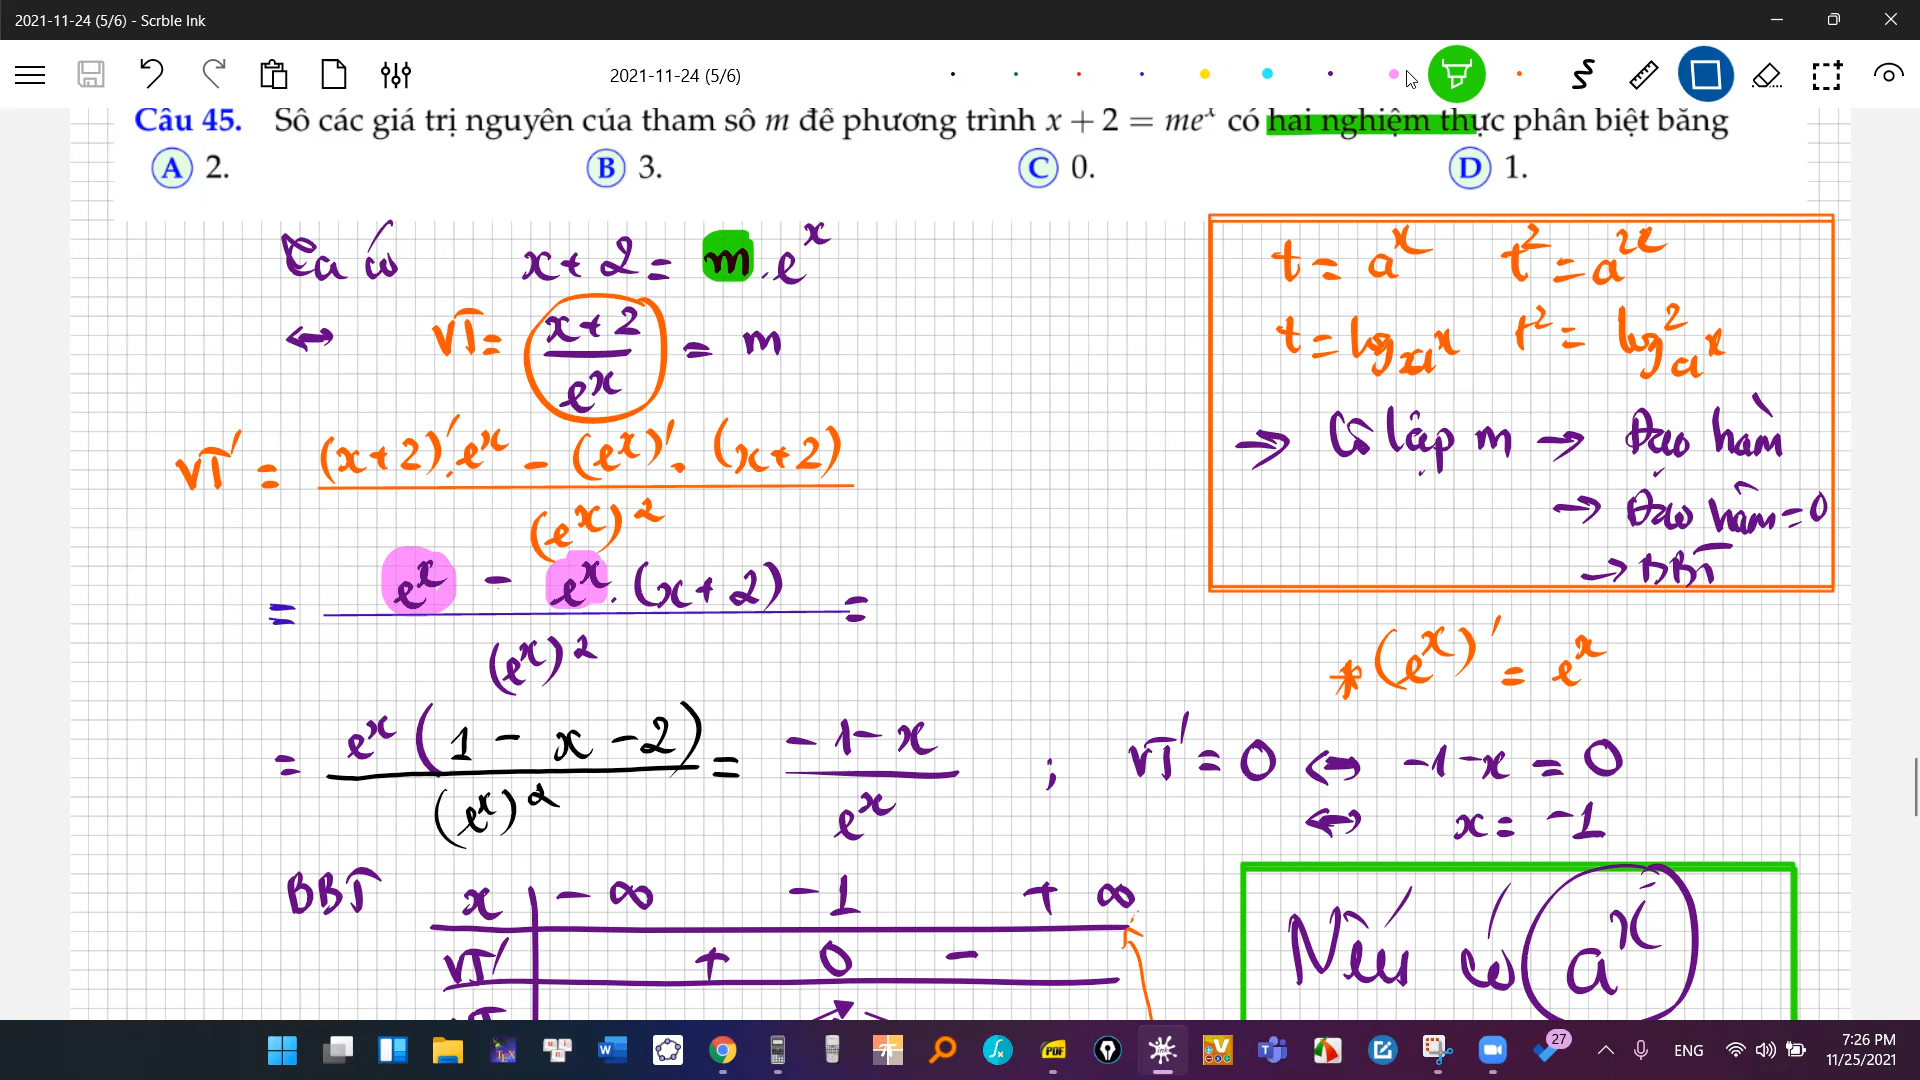 2021-11-24 (5/6) - Scrble Ink
2021-11-24 (5/6)
Câu 45. Số các giá trị nguyên của tham số m để phương trình x + 2 = meˣ có hai nghiệm thực phân biệt bằng
A 2. B 3. C 0. D 1.
Ta có x + 2 = m . eˣ
↔ VT = (x + 2)/eˣ = m
VT' = ((x+2)'.eˣ - (eˣ)' . (x+2))/(eˣ)²
= (eˣ - eˣ . (x+2))/(eˣ)² =
= eˣ(1 - x - 2)/(eˣ)² = (-1-x)/eˣ ; VT' = 0 ↔ -1-x = 0
↔ x = -1
BBT x -∞ -1 + ∞
VT' + 0 -
t = aˣ t² = a²ˣ
t² = log²ₐ x
⇒ Cô lập m → Đạo hàm
→ Đạo hàm = 0
→ BBT
* (eˣ)' = eˣ
Nếu có aˣ
27
ENG
7:26 PM
11/25/2021